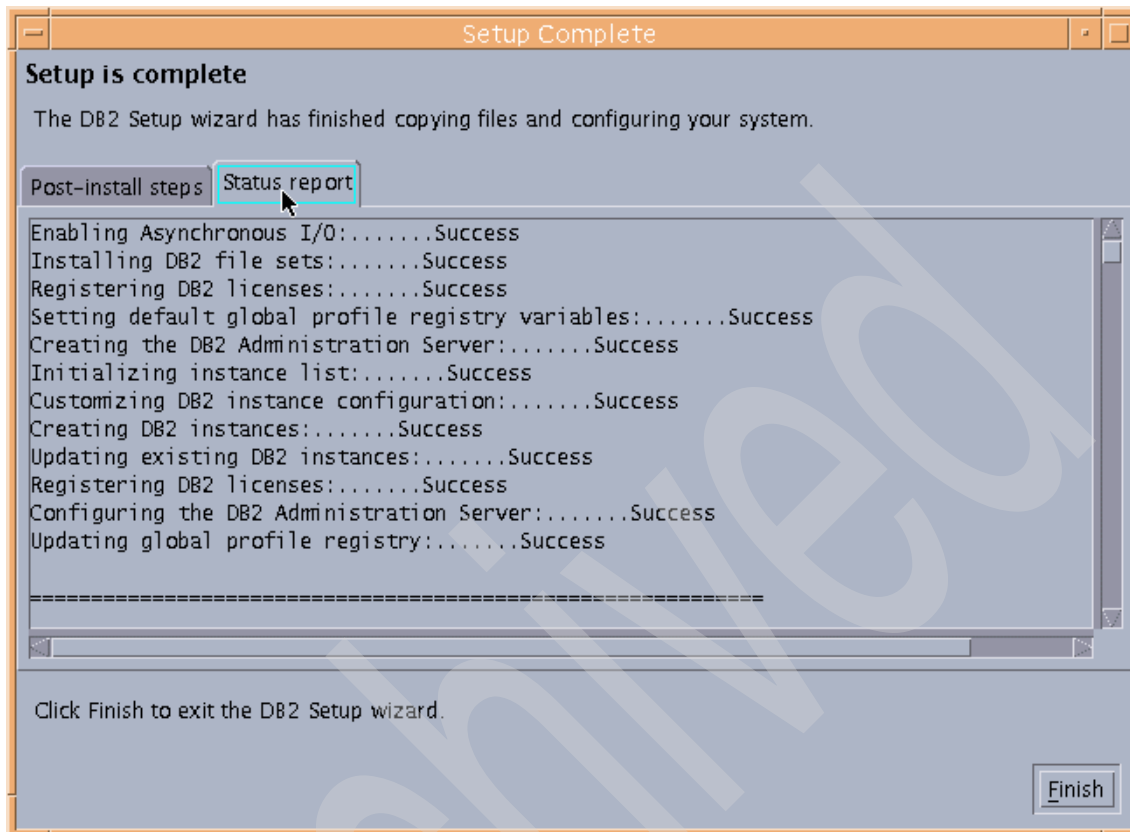 Setup Complete
Setup is complete
The DB2 Setup wizard has finished copying files and configuring your system.
Post-install steps
Status report
Enabling Asynchronous I/O:.......Success
Installing DB2 file sets:.......Success
Registering DB2 licenses:.......Success
Setting default global profile registry variables:.......Success
Creating the DB2 Administration Server:.......Success
Initializing instance list:.......Success
Customizing DB2 instance configuration:.......Success
Creating DB2 instances:.......Success
Updating existing DB2 instances:.......Success
Registering DB2 licenses:.......Success
Configuring the DB2 Administration Server:.......Success
Updating global profile registry:.......Success
============================================================
Click Finish to exit the DB2 Setup wizard.
Finish